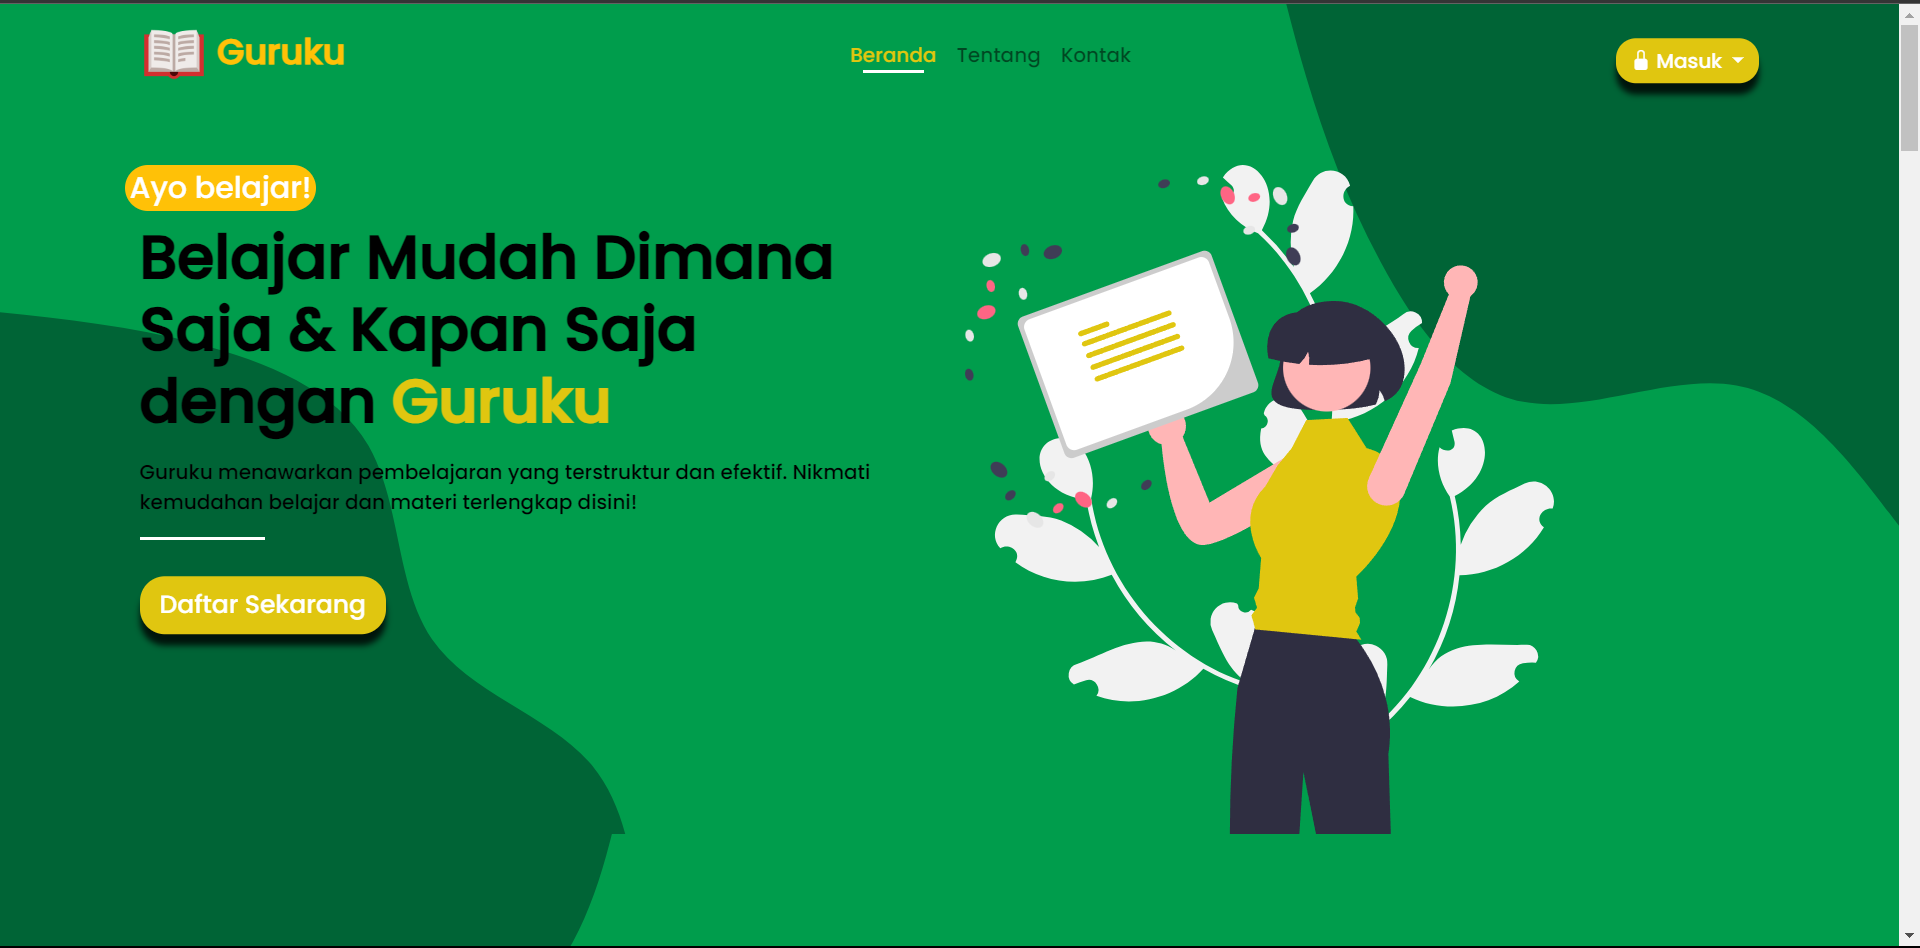 Guruku
Beranda Tentang Kontak
Masuk
Ayo belajar!
Belajar Mudah Dimana
Saja & Kapan Saja
dengan Guruku
Guruku menawarkan pembelajaran yang terstruktur dan efektif. Nikmati
kemudahan belajar dan materi terlengkap disini!
Daftar Sekarang